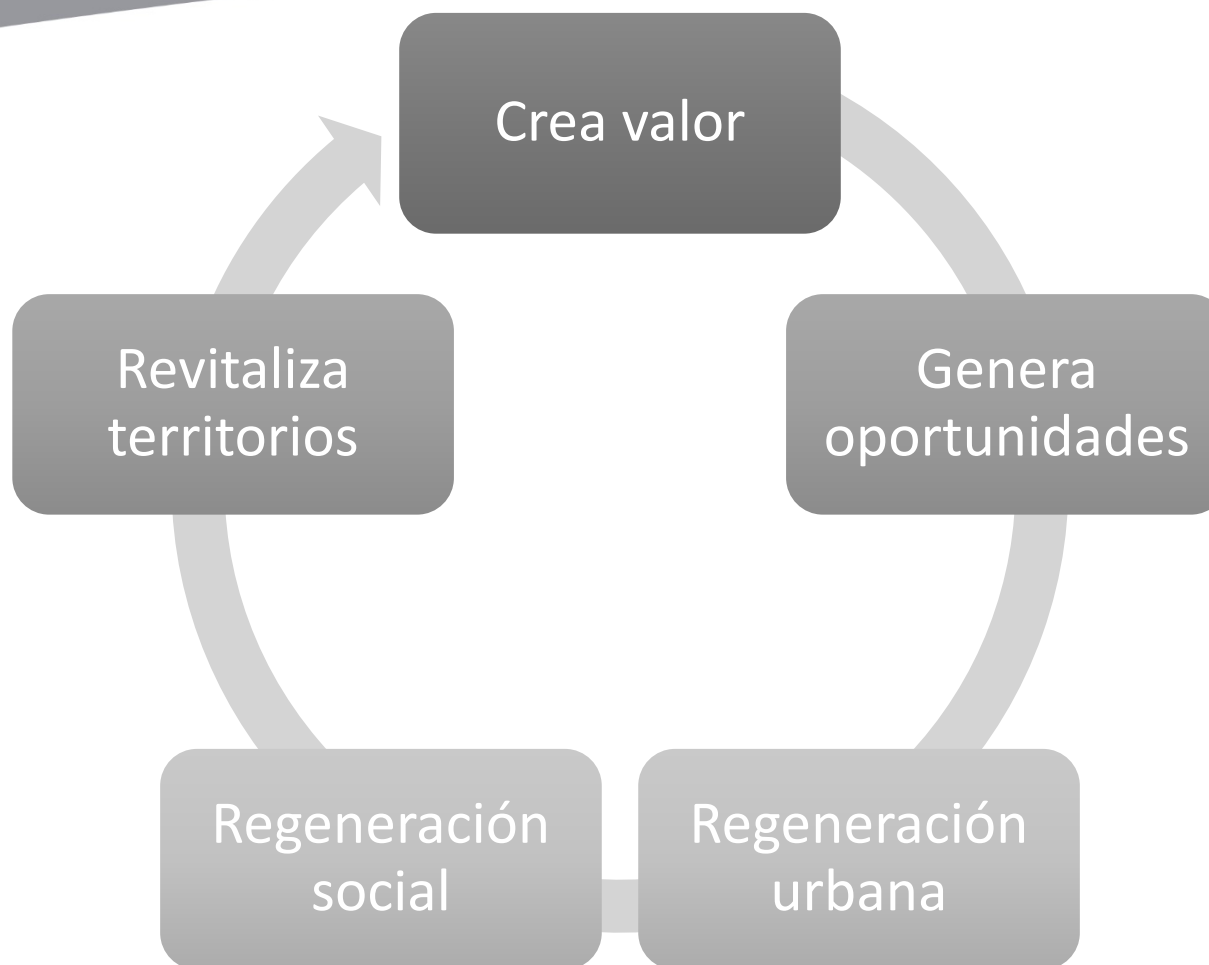 Crea valor
Genera
oportunidades
Regeneración
urbana
Regeneración
social
Revitaliza
territorios